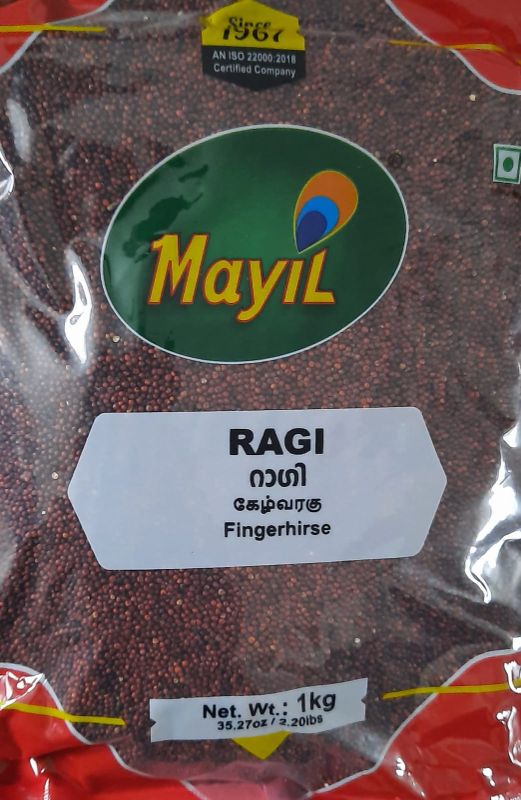 Since
1967
AN ISO 22000:2018
Certified Company
Mayil
RAGI
റാഗി
கேழ்வரகு
Fingerhirse
Net. Wt.: 1kg
35.27oz / 2.20lbs